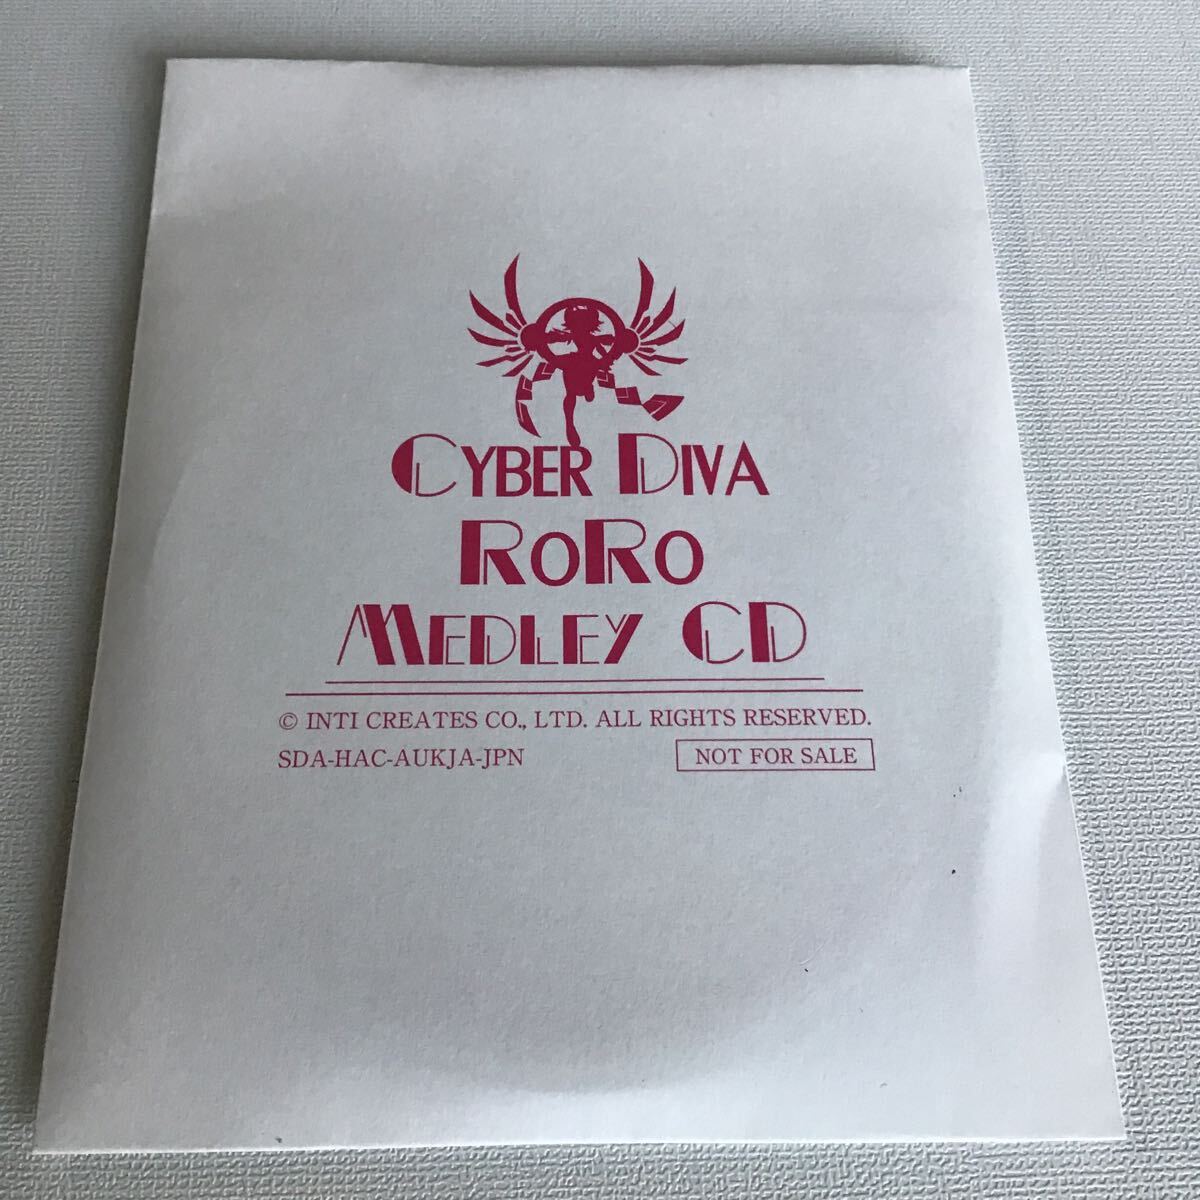 CYBER DIVA
RORO
MEDLEY CD
© INTI CREATES CO., LTD. ALL RIGHTS RESERVED.
SDA-HAC-AUKJA-JPN
NOT FOR SALE